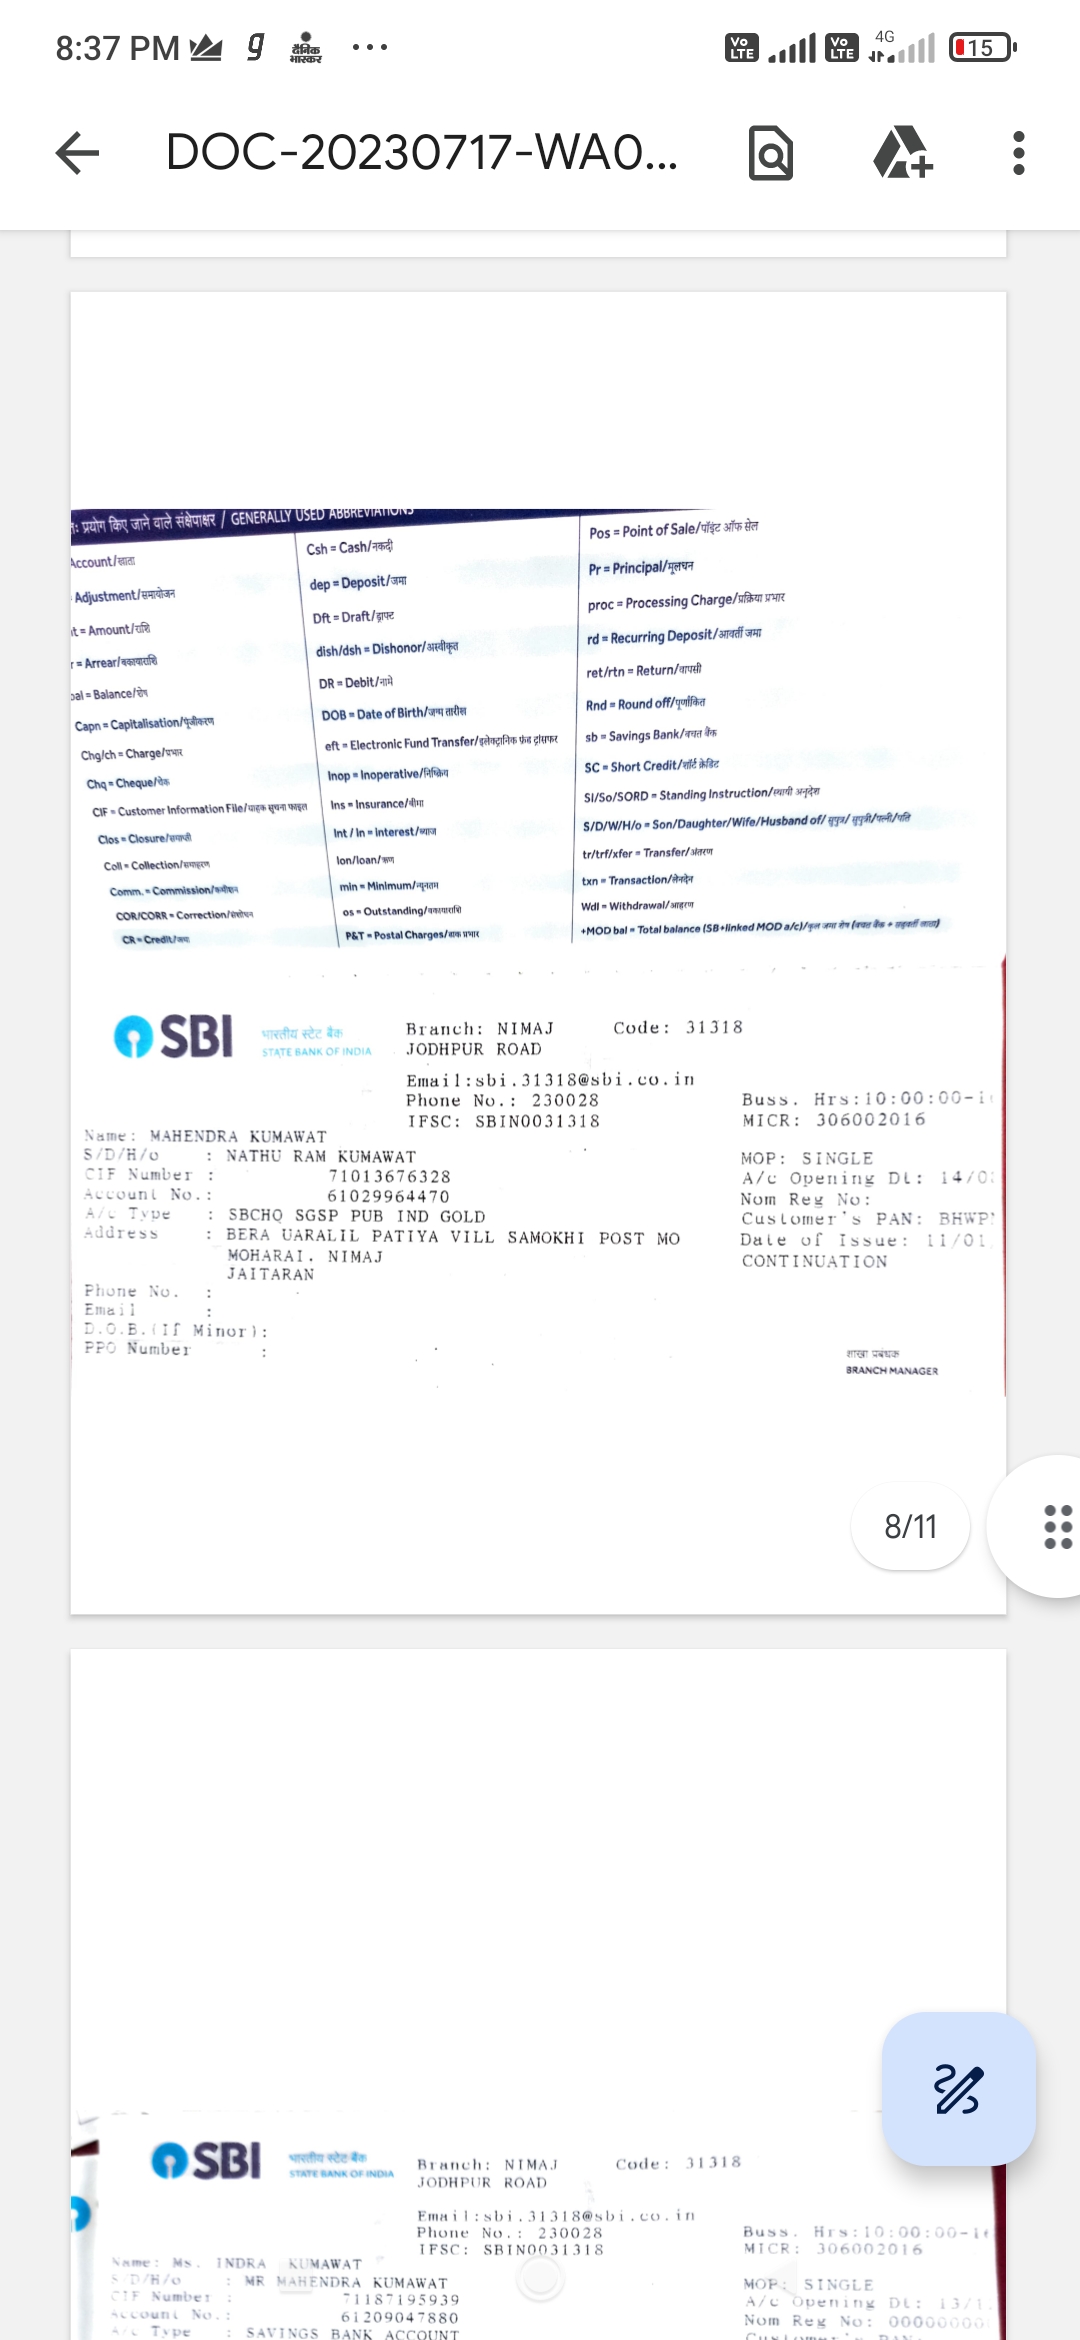 8:37 PM g दैनिक भास्कर ... Vo LTE Vo LTE 4G 15
DOC-20230717-WA0...
प्रयोग किए जाने वाले संक्षेपाक्षर / GENERALLY USED ABBREVIATIONS
Account/खाता
Adjustment/समायोजन
t = Amount/राशि
r = Arrear/बकायाराशि
bal = Balance/शेष
Capn = Capitalisation/पूंजीकरण
Chg/ch = Charge/प्रभार
Chq = Cheque/चेक
CIF = Customer Information File/ग्राहक सूचना फाइल
Clos = Closure/समाप्ती
Coll = Collection/समाहरण
Comm. = Commission/कमीशन
COR/CORR = Correction/संशोधन
CR = Credit/जमा
Csh = Cash/नकदी
dep = Deposit/जमा
Dft = Draft/ड्राफ्ट
dish/dsh = Dishonor/अस्वीकृत
DR = Debit/नामे
DOB = Date of Birth/जन्म तारीख
eft = Electronic Fund Transfer/इलेक्ट्रानिक फंड ट्रांसफर
Inop = Inoperative/निष्क्रिय
Ins = Insurance/बीमा
Int / In = Interest/ब्याज
lon/loan/ऋण
min = Minimum/न्यूनतम
os = Outstanding/बकायाराशि
P&T = Postal Charges/डाक प्रभार
Pos = Point of Sale/पॉइंट ऑफ सेल
Pr = Principal/मूलधन
proc = Processing Charge/प्रक्रिया प्रभार
rd = Recurring Deposit/आवर्ती जमा
ret/rtn = Return/वापसी
Rnd = Round off/पूर्णांकित
sb = Savings Bank/बचत बैंक
SC = Short Credit/शॉर्ट क्रेडिट
SI/So/SORD = Standing Instruction/स्थायी अनुदेश
S/D/W/H/o = Son/Daughter/Wife/Husband of/ सुपुत्र/ सुपुत्री/पत्नी/पति
tr/trf/xfer = Transfer/अंतरण
txn = Transaction/लेनदेन
Wdl = Withdrawal/आहरण
+MOD bal = Total balance (SB+linked MOD a/c)/कुल जमा शेष (बचत बैंक + सहवर्ती खाता)
SBI भारतीय स्टेट बैंक
STATE BANK OF INDIA
Branch: NIMAJ Code: 31318
JODHPUR ROAD
Email:sbi.31318@sbi.co.in
Phone No.: 230028 Buss. Hrs:10:00:00-1
IFSC: SBIN0031318 MICR: 306002016
Name: MAHENDRA KUMAWAT
S/D/H/o : NATHU RAM KUMAWAT MOP: SINGLE
CIF Number : 71013676328 A/c Opening Dt: 14/0
Account No.: 61029964470 Nom Reg No:
A/c Type : SBCHQ SGSP PUB IND GOLD Customer's PAN: BHWP
Address : BERA UARALIL PATIYA VILL SAMOKHI POST MO Date of Issue: 11/01
MOHARAI. NIMAJ CONTINUATION
JAITARAN
Phone No. :
Email :
D.O.B.(If Minor):
PPO Number :
शाखा प्रबंधक
BRANCH MANAGER
8/11
SBI भारतीय स्टेट बैंक
STATE BANK OF INDIA
Branch: NIMAJ Code: 31318
JODHPUR ROAD
Email:sbi.31318@sbi.co.in
Phone No.: 230028 Buss. Hrs:10:00:00-1
IFSC: SBIN0031318 MICR: 306002016
Name: Ms. INDRA KUMAWAT
S/D/H/o : MR MAHENDRA KUMAWAT MOP: SINGLE
CIF Number : 71187195939 A/c Opening Dt: 13/1
Account No.: 61209047880 Nom Reg No: 00000000
A/c Type : SAVINGS BANK ACCOUNT Customer's PAN: